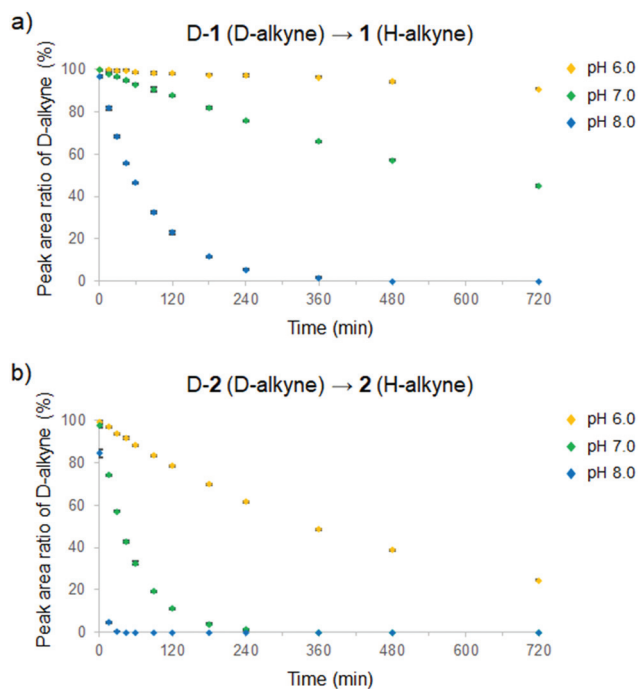 a)
D-1 (D-alkyne) → 1 (H-alkyne)
Peak area ratio of D-alkyne (%)
100
80
60
40
20
0
0 120 240 360 480 600 720
Time (min)
pH 6.0
pH 7.0
pH 8.0
b)
D-2 (D-alkyne) → 2 (H-alkyne)
Peak area ratio of D-alkyne (%)
100
80
60
40
20
0
0 120 240 360 480 600 720
Time (min)
pH 6.0
pH 7.0
pH 8.0